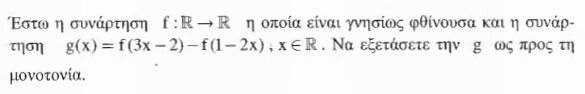 Έστω η συνάρτηση f : ℝ → ℝ η οποία είναι γνησίως φθίνουσα και η συνάρ-
τηση g(x) = f(3x – 2) – f(1 – 2x) , x ∈ ℝ . Να εξετάσετε την g ως προς τη
μονοτονία.